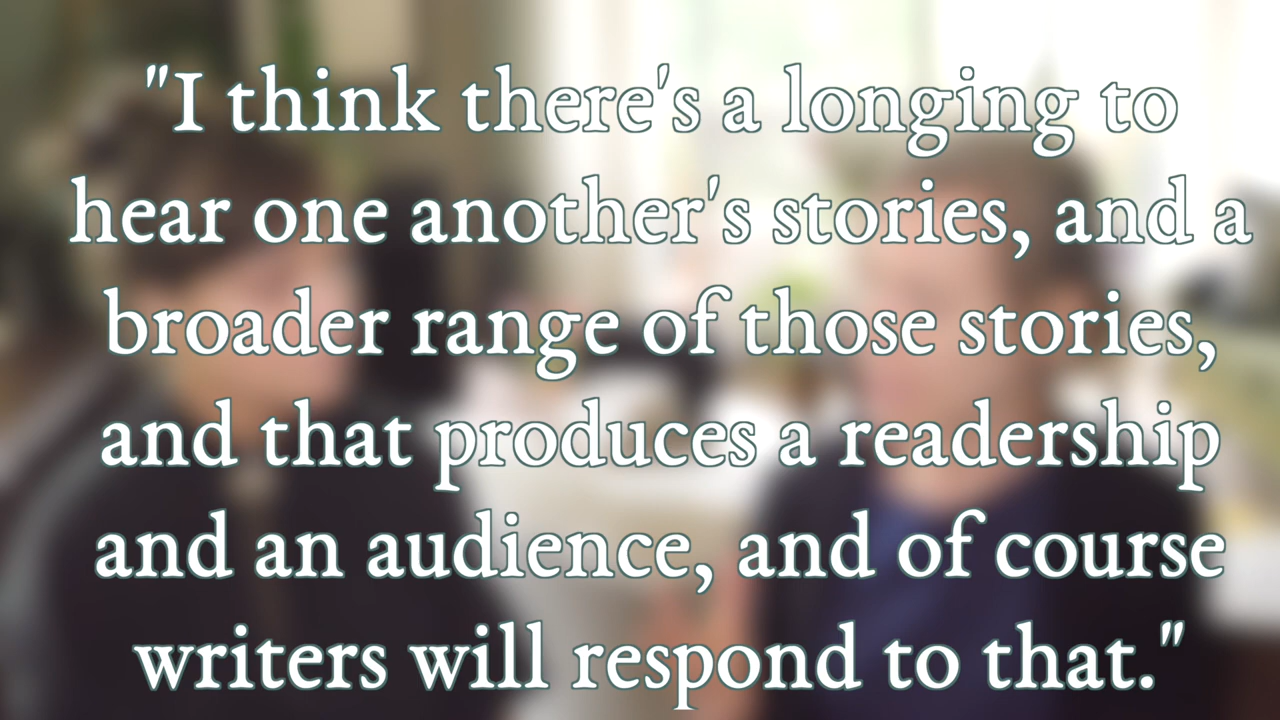 "I think there's a longing to
hear one another's stories, and a
broader range of those stories,
and that produces a readership
and an audience, and of course
writers will respond to that."